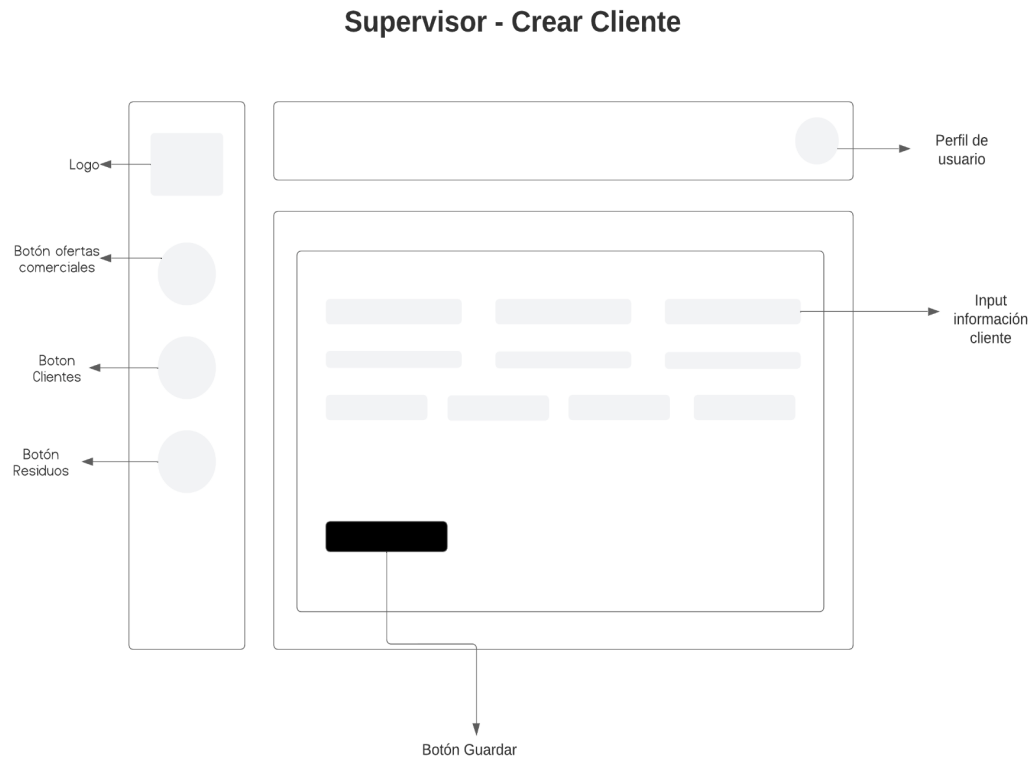 Supervisor - Crear Cliente
Logo
Perfil de
usuario
Botón ofertas
comerciales
Input
información
cliente
Boton
Clientes
Botón
Residuos
Botón Guardar